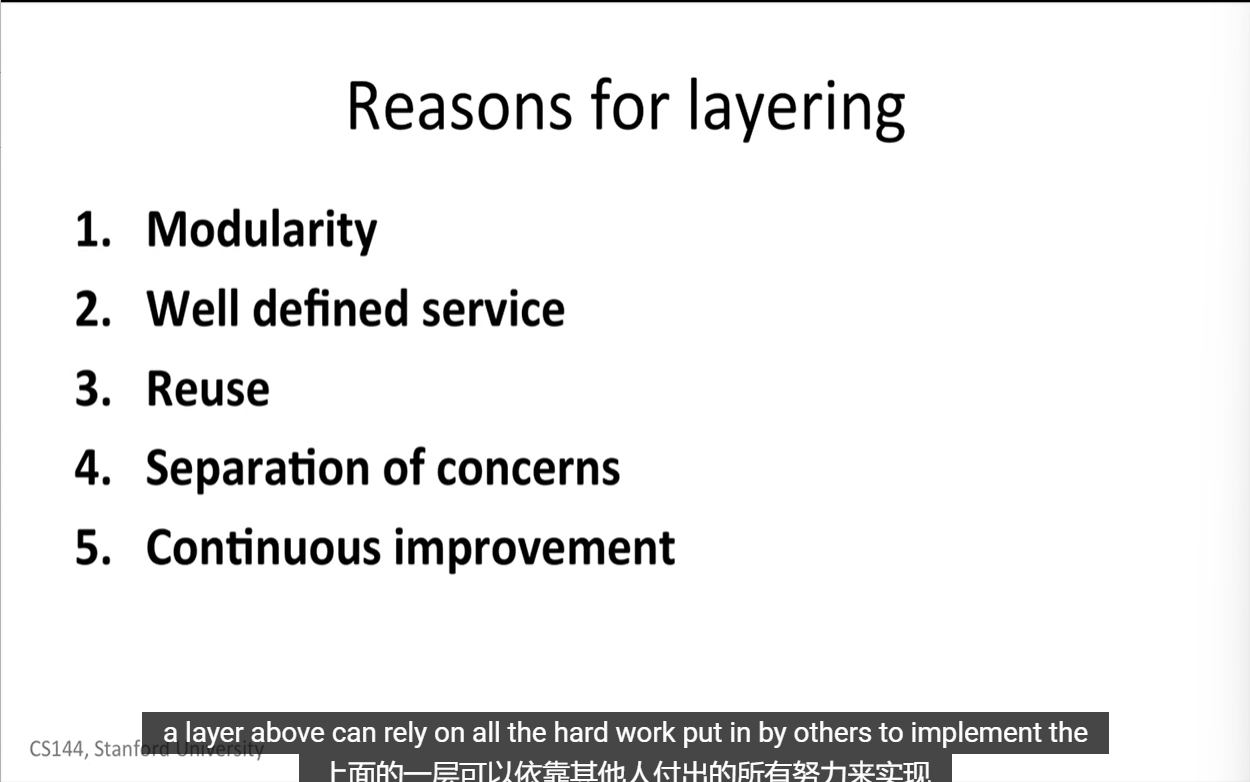 Reasons for layering
1. Modularity
2. Well defined service
3. Reuse
4. Separation of concerns
5. Continuous improvement
a layer above can rely on all the hard work put in by others to implement the
CS144, Stanford University
上面的一层可以依靠其他人付出的所有努力来实现